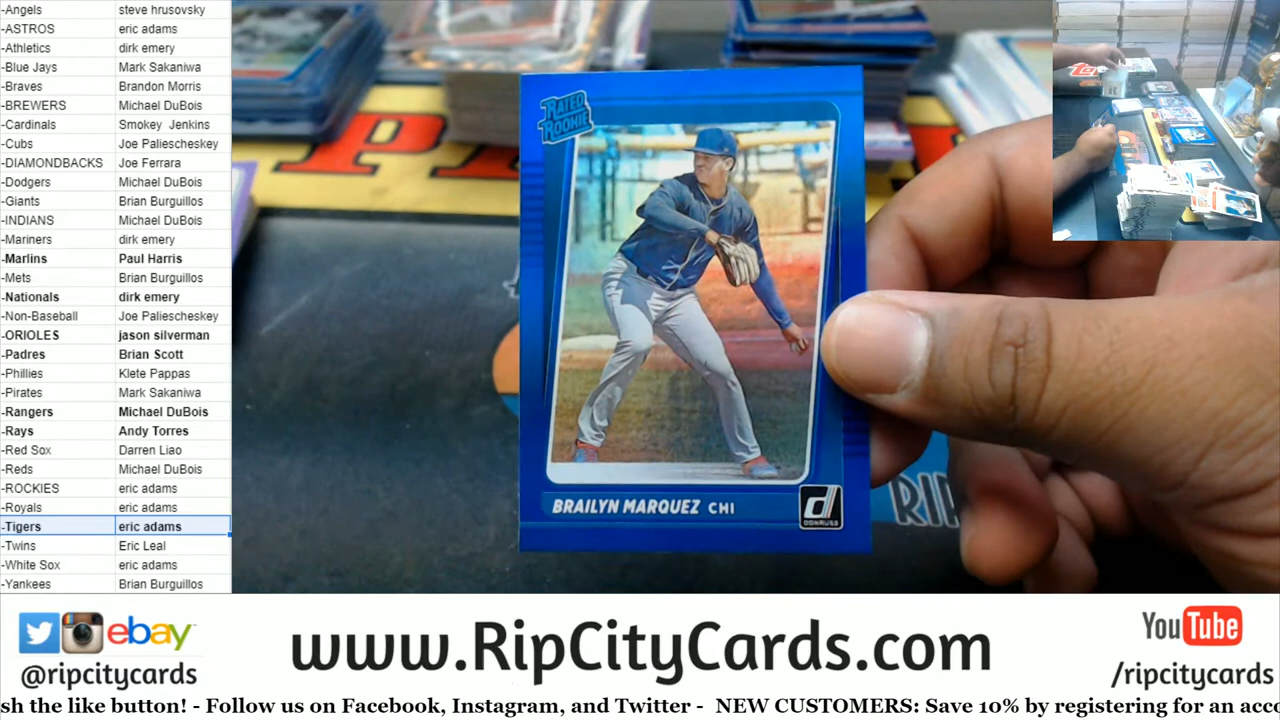 -Angels steve hrusovsky
-ASTROS eric adams
-Athletics dirk emery
-Blue Jays Mark Sakaniwa
-Braves Brandon Morris
-BREWERS Michael DuBois
-Cardinals Smokey Jenkins
-Cubs Joe Paliescheskey
-DIAMONDBACKS Joe Ferrara
-Dodgers Michael DuBois
-Giants Brian Burguillos
-INDIANS Michael DuBois
-Mariners dirk emery
-Marlins Paul Harris
-Mets Brian Burguillos
-Nationals dirk emery
-Non-Baseball Joe Paliescheskey
-ORIOLES jason silverman
-Padres Brian Scott
-Phillies Klete Pappas
-Pirates Mark Sakaniwa
-Rangers Michael DuBois
-Rays Andy Torres
-Red Sox Darren Liao
-Reds Michael DuBois
-ROCKIES eric adams
-Royals eric adams
-Tigers eric adams
-Twins Eric Leal
-White Sox eric adams
-Yankees Brian Burguillos
RATED
ROOKIE
BRAILYN MARQUEZ CHI
d
DONRUSS
RIP
ebay
@ripcitycards
www.RipCityCards.com
YouTube
/ripcitycards
sh the like button! - Follow us on Facebook, Instagram, and Twitter - NEW CUSTOMERS: Save 10% by registering for an acco